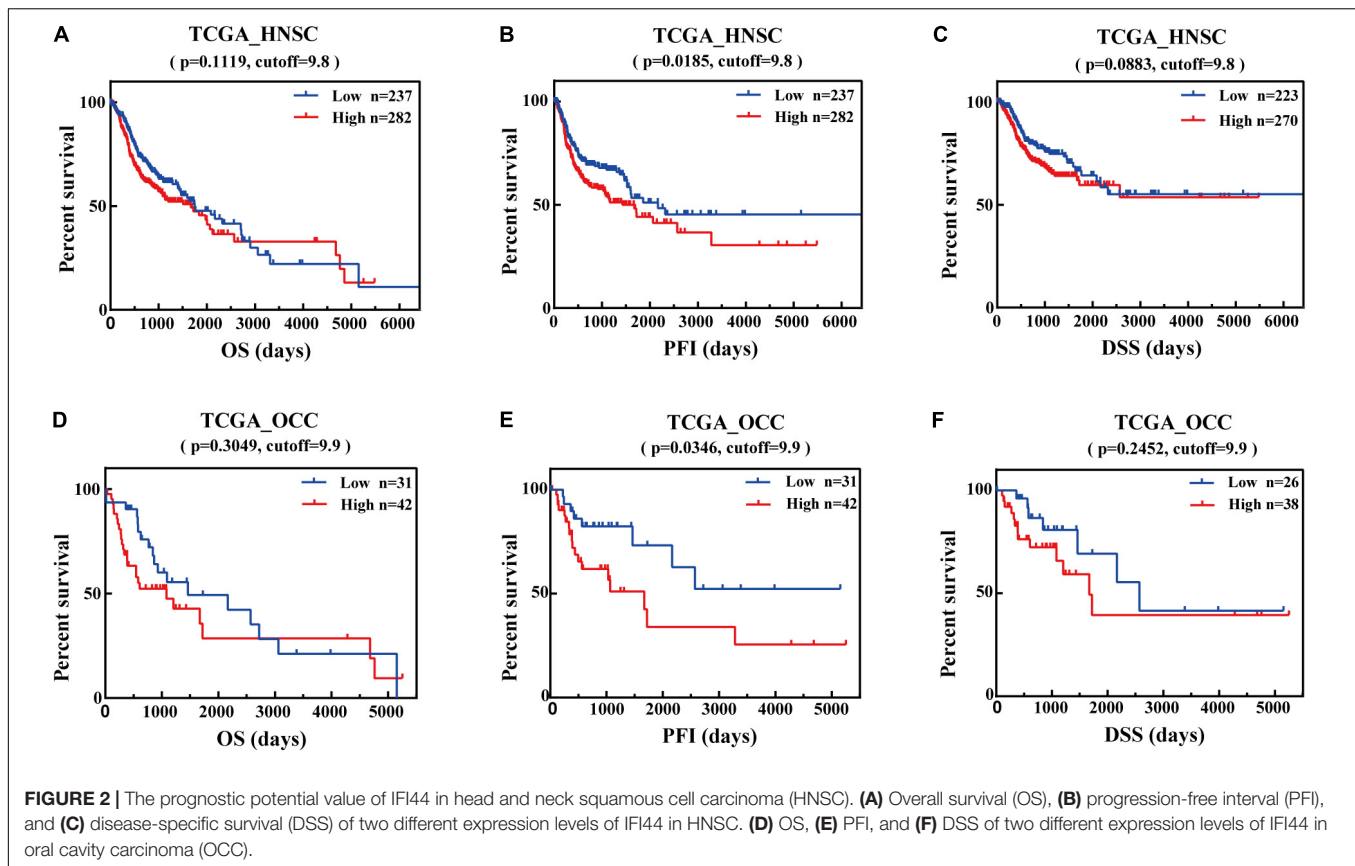 A
TCGA_HNSC
( p=0.1119, cutoff=9.8 )
Low n=237
High n=282
100
50
0
Percent survival
0 1000 2000 3000 4000 5000 6000
OS (days)
B
TCGA_HNSC
( p=0.0185, cutoff=9.8 )
Low n=237
High n=282
100
50
0
Percent survival
0 1000 2000 3000 4000 5000 6000
PFI (days)
C
TCGA_HNSC
( p=0.0883, cutoff=9.8 )
Low n=223
High n=270
100
50
0
Percent survival
0 1000 2000 3000 4000 5000 6000
DSS (days)
D
TCGA_OCC
( p=0.3049, cutoff=9.9 )
Low n=31
High n=42
100
50
0
Percent survival
0 1000 2000 3000 4000 5000
OS (days)
E
TCGA_OCC
( p=0.0346, cutoff=9.9 )
Low n=31
High n=42
100
50
0
Percent survival
0 1000 2000 3000 4000 5000
PFI (days)
F
TCGA_OCC
( p=0.2452, cutoff=9.9 )
Low n=26
High n=38
100
50
0
Percent survival
0 1000 2000 3000 4000 5000
DSS (days)
FIGURE 2 | The prognostic potential value of IFI44 in head and neck squamous cell carcinoma (HNSC). (A) Overall survival (OS), (B) progression-free interval (PFI),
and (C) disease-specific survival (DSS) of two different expression levels of IFI44 in HNSC. (D) OS, (E) PFI, and (F) DSS of two different expression levels of IFI44 in
oral cavity carcinoma (OCC).